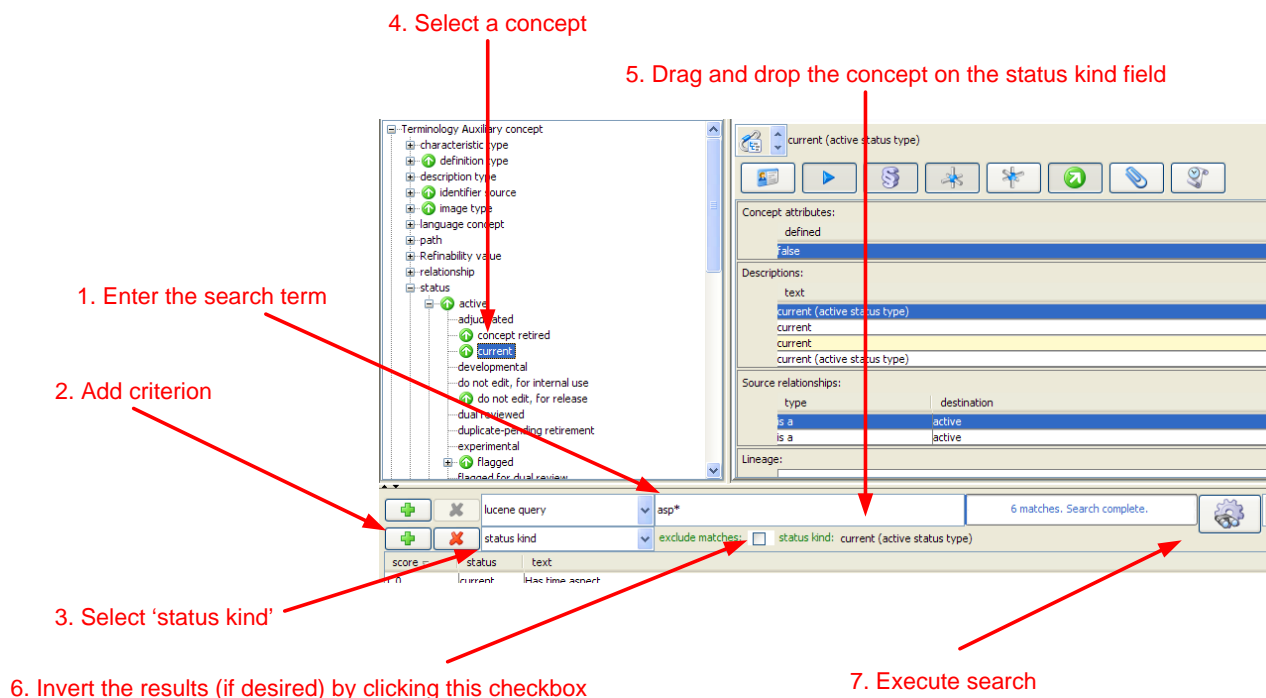 4. Select a concept
5. Drag and drop the concept on the status kind field
Terminology Auxiliary concept
characteristic type
definition type
description type
identifier source
image type
language concept
path
Refinability value
relationship
status
active
adjudicated
concept retired
current
developmental
do not edit, for internal use
do not edit, for release
dual reviewed
duplicate-pending retirement
experimental
flagged
flagged for dual review
current (active status type)
Concept attributes:
defined
false
Descriptions:
text
current (active status type)
current
current
current (active status type)
Source relationships:
type destination
is a active
is a active
Lineage:
1. Enter the search term
2. Add criterion
lucene query asp* 6 matches. Search complete.
status kind exclude matches: status kind: current (active status type)
score status text
1.0 current Has time aspect
3. Select ‘status kind’
6. Invert the results (if desired) by clicking this checkbox
7. Execute search